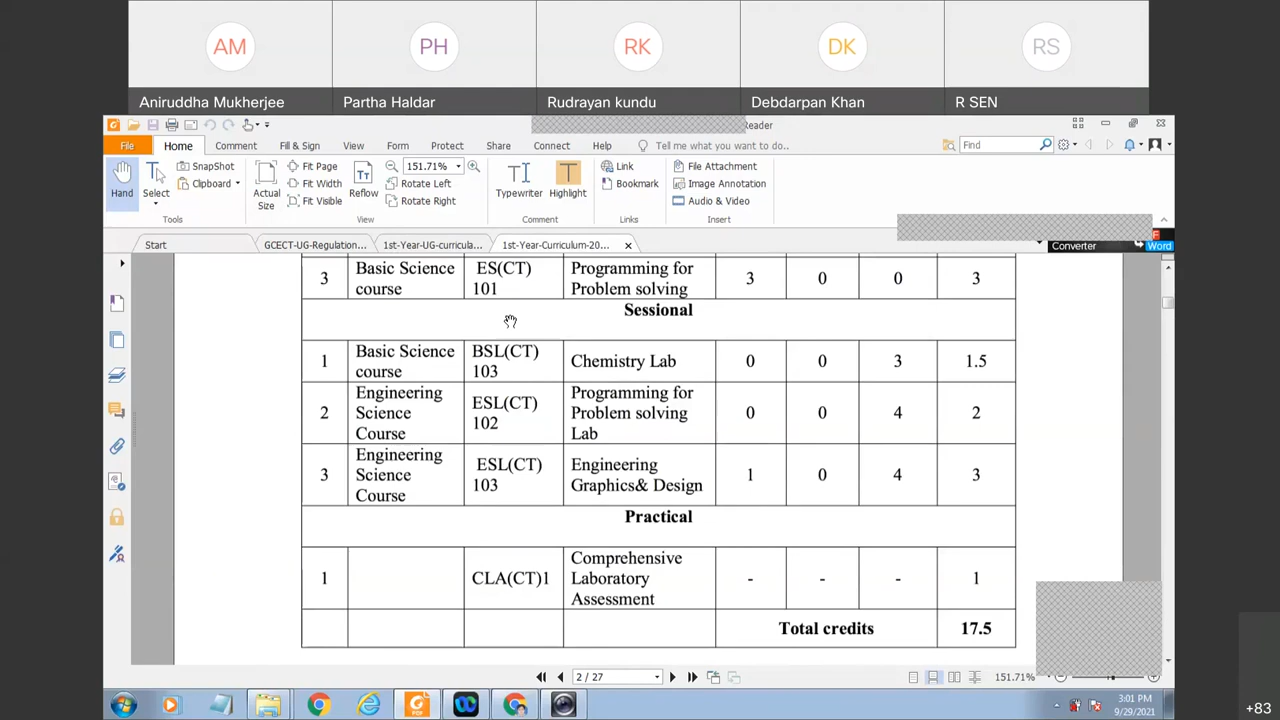 AM
PH
RK
DK
RS
Aniruddha Mukherjee
Partha Haldar
Rudrayan kundu
Debdarpan Khan
R SEN
Reader
File
Home
Comment
Fill & Sign
View
Form
Protect
Share
Connect
Help
Tell me what you want to do..
Find
Hand
Select
SnapShot
Clipboard
Tools
Actual
Size
Fit Page
Fit Width
Fit Visible
Reflow
151.71%
Rotate Left
Rotate Right
View
Typewriter
Highlight
Comment
Link
Bookmark
Links
File Attachment
Image Annotation
Audio & Video
Insert
Start
GCECT-UG-Regulation...
1st-Year-UG-curricula...
1st-Year-Curriculum-20...
Converter
Word
3
Basic Science
course
ES(CT)
101
Programming for
Problem solving
3
0
0
3
Sessional
1
Basic Science
course
BSL(CT)
103
Chemistry Lab
0
0
3
1.5
2
Engineering
Science
Course
ESL(CT)
102
Programming for
Problem solving
Lab
0
0
4
2
3
Engineering
Science
Course
ESL(CT)
103
Engineering
Graphics& Design
1
0
4
3
Practical
1
CLA(CT)1
Comprehensive
Laboratory
Assessment
-
-
-
1
Total credits
17.5
2 / 27
151.71%
3:01 PM
9/29/2021
+83